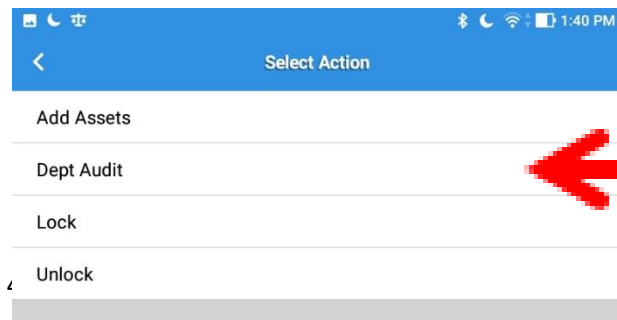 1:40 PM
Select Action
Add Assets
Dept Audit
Lock
Unlock